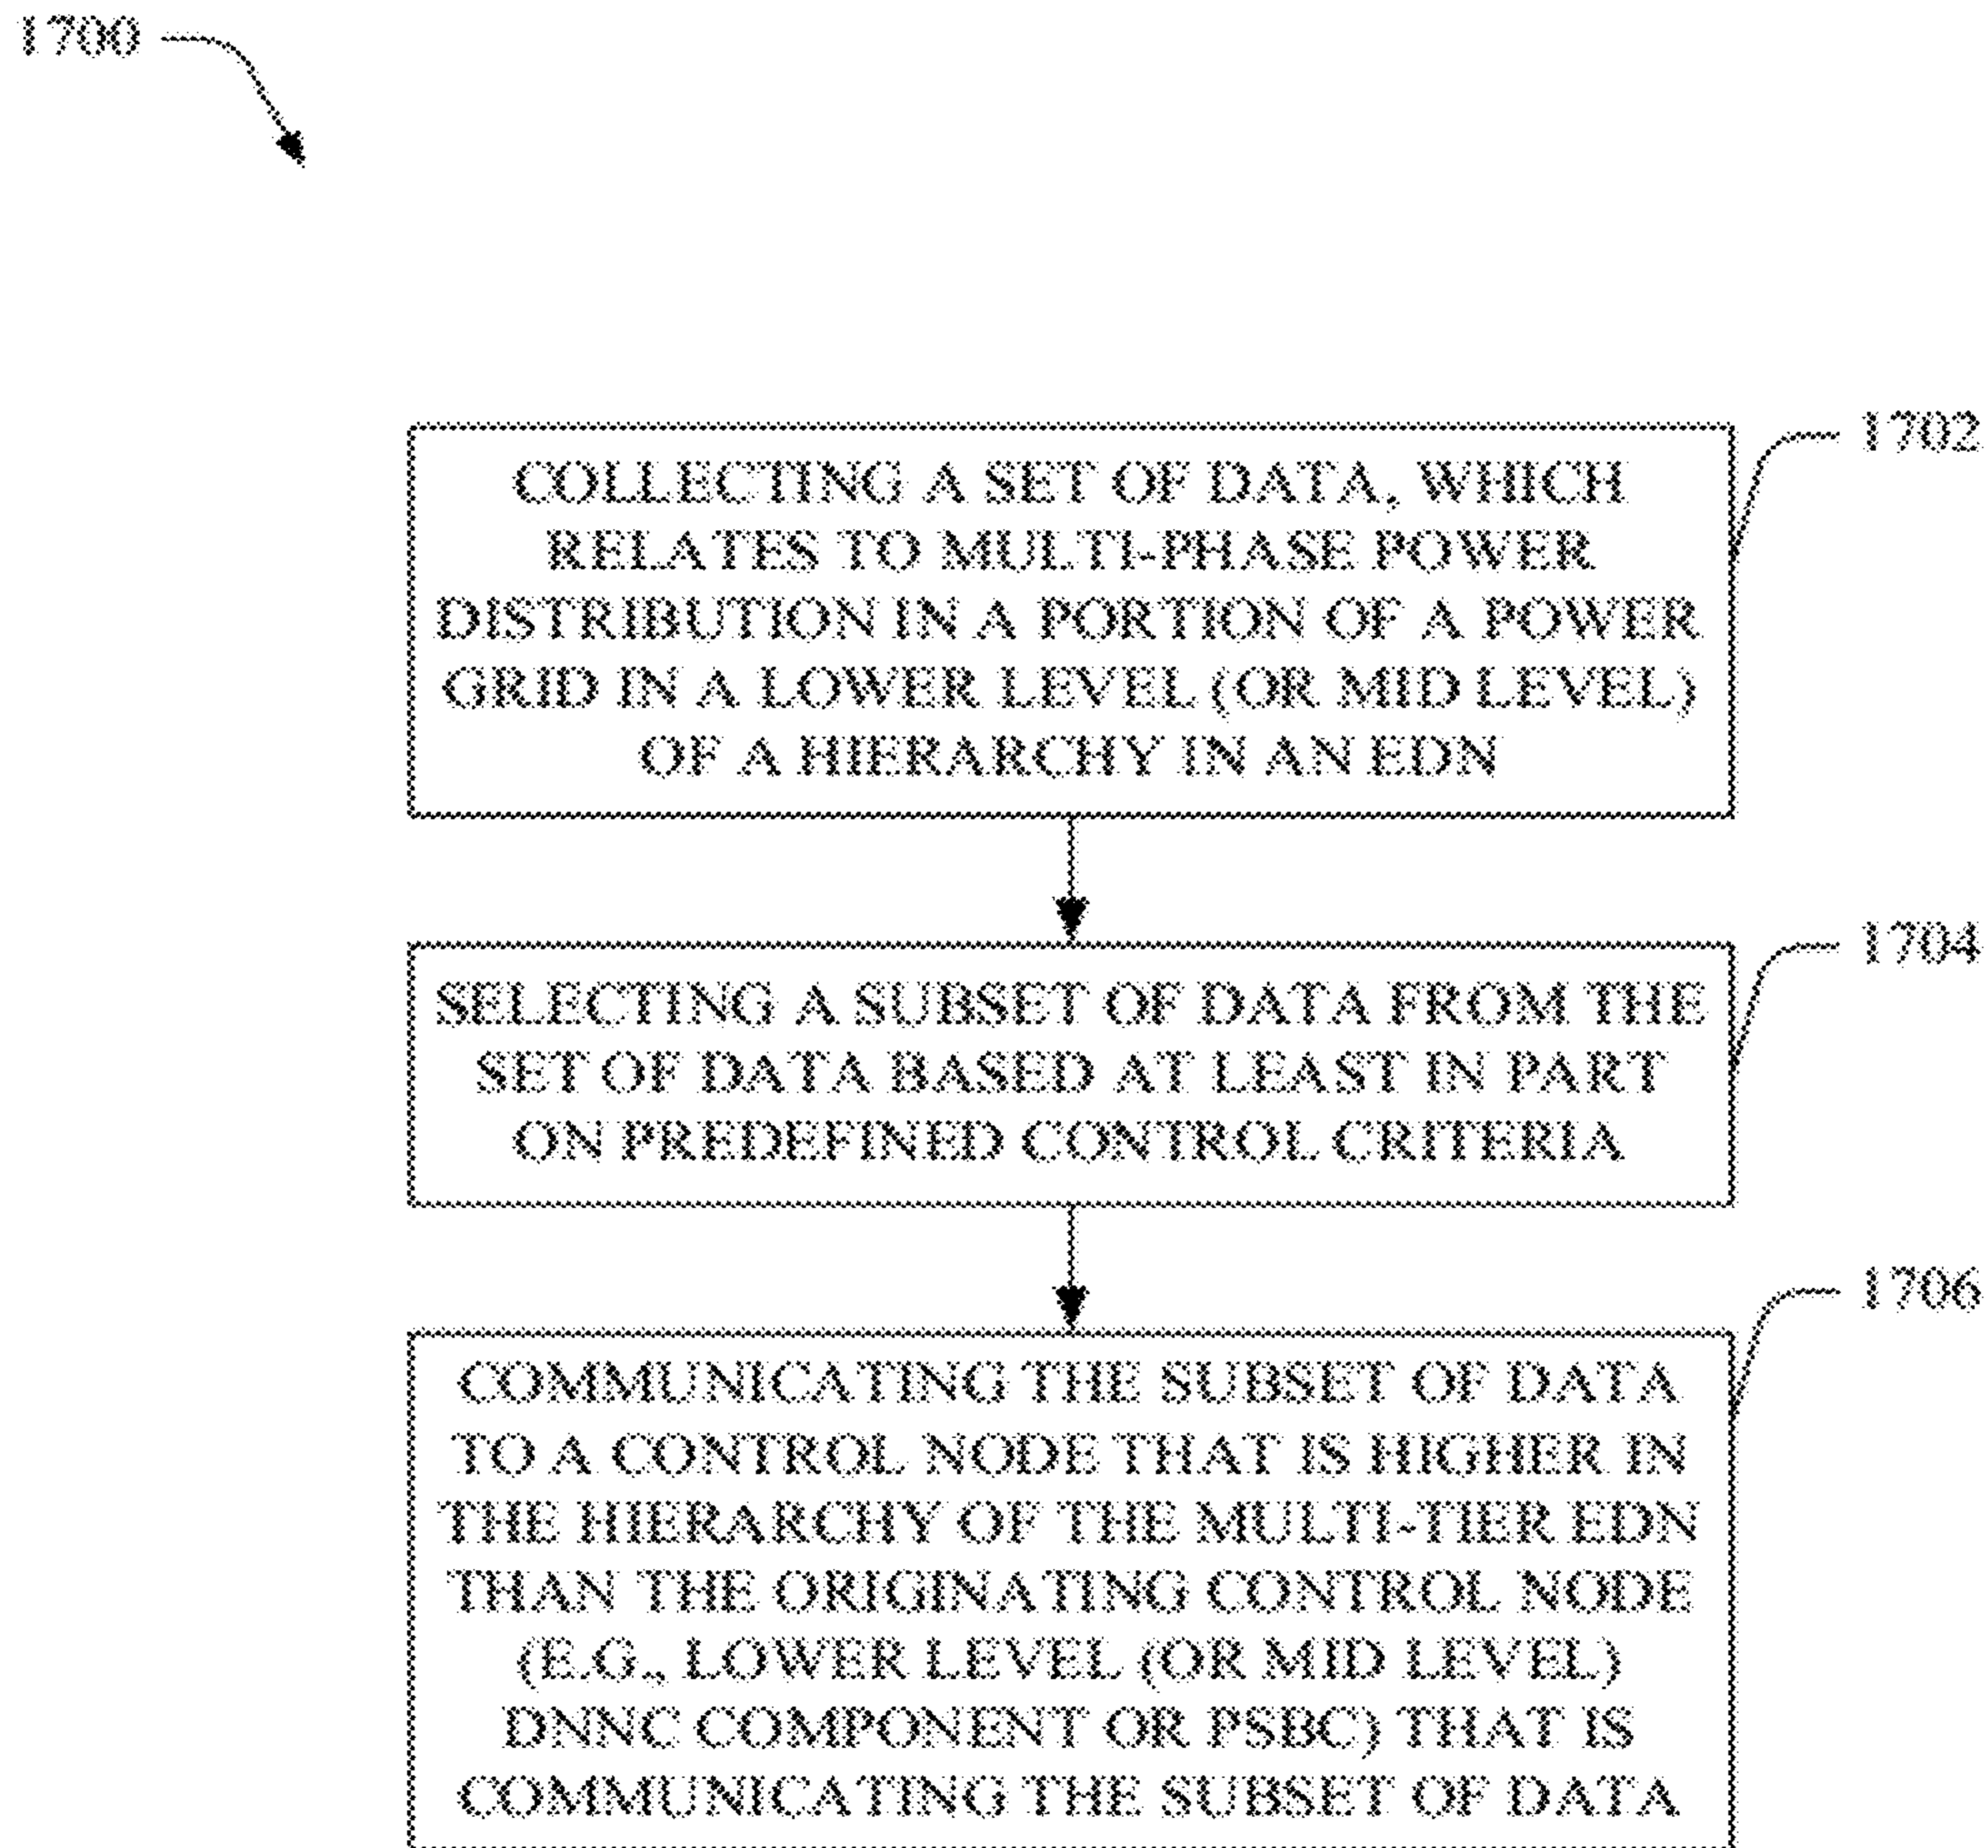 1700
1702
COLLECTING A SET OF DATA, WHICH
RELATES TO MULTI-PHASE POWER
DISTRIBUTION IN A PORTION OF A POWER
GRID IN A LOWER LEVEL (OR MID LEVEL)
OF A HIERARCHY IN AN EDN
1704
SELECTING A SUBSET OF DATA FROM THE
SET OF DATA BASED AT LEAST IN PART
ON PREDEFINED CONTROL CRITERIA
1706
COMMUNICATING THE SUBSET OF DATA
TO A CONTROL NODE THAT IS HIGHER IN
THE HIERARCHY OF THE MULTI-TIER EDN
THAN THE ORIGINATING CONTROL NODE
(E.G., LOWER LEVEL (OR MID LEVEL)
DNNC COMPONENT OR PSBC) THAT IS
COMMUNICATING THE SUBSET OF DATA